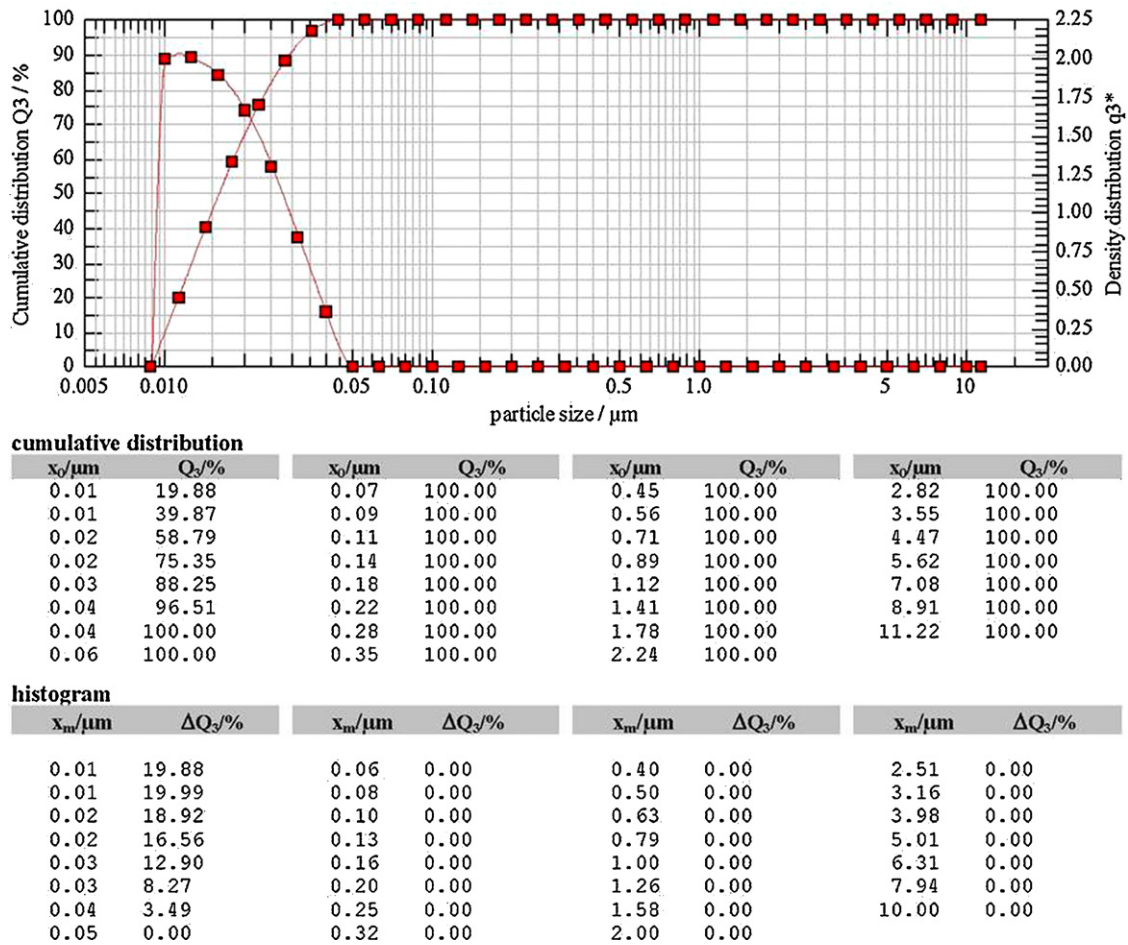 Cumulative distribution Q3 / %
100
90
80
70
60
50
40
30
20
10
0
2.25
2.00
1.75
1.50
1.25
1.00
0.75
0.50
0.25
0.00
Density distribution q3*
0.005 0.010 0.05 0.10 0.5 1.0 5 10
particle size / µm
cumulative distribution
x₀/µm Q₃/% x₀/µm Q₃/% x₀/µm Q₃/% x₀/µm Q₃/%
0.01 19.88 0.07 100.00 0.45 100.00 2.82 100.00
0.01 39.87 0.09 100.00 0.56 100.00 3.55 100.00
0.02 58.79 0.11 100.00 0.71 100.00 4.47 100.00
0.02 75.35 0.14 100.00 0.89 100.00 5.62 100.00
0.03 88.25 0.18 100.00 1.12 100.00 7.08 100.00
0.04 96.51 0.22 100.00 1.41 100.00 8.91 100.00
0.04 100.00 0.28 100.00 1.78 100.00 11.22 100.00
0.06 100.00 0.35 100.00 2.24 100.00
histogram
xₘ/µm ΔQ₃/% xₘ/µm ΔQ₃/% xₘ/µm ΔQ₃/% xₘ/µm ΔQ₃/%
0.01 19.88 0.06 0.00 0.40 0.00 2.51 0.00
0.01 19.99 0.08 0.00 0.50 0.00 3.16 0.00
0.02 18.92 0.10 0.00 0.63 0.00 3.98 0.00
0.02 16.56 0.13 0.00 0.79 0.00 5.01 0.00
0.03 12.90 0.16 0.00 1.00 0.00 6.31 0.00
0.03 8.27 0.20 0.00 1.26 0.00 7.94 0.00
0.04 3.49 0.25 0.00 1.58 0.00 10.00 0.00
0.05 0.00 0.32 0.00 2.00 0.00